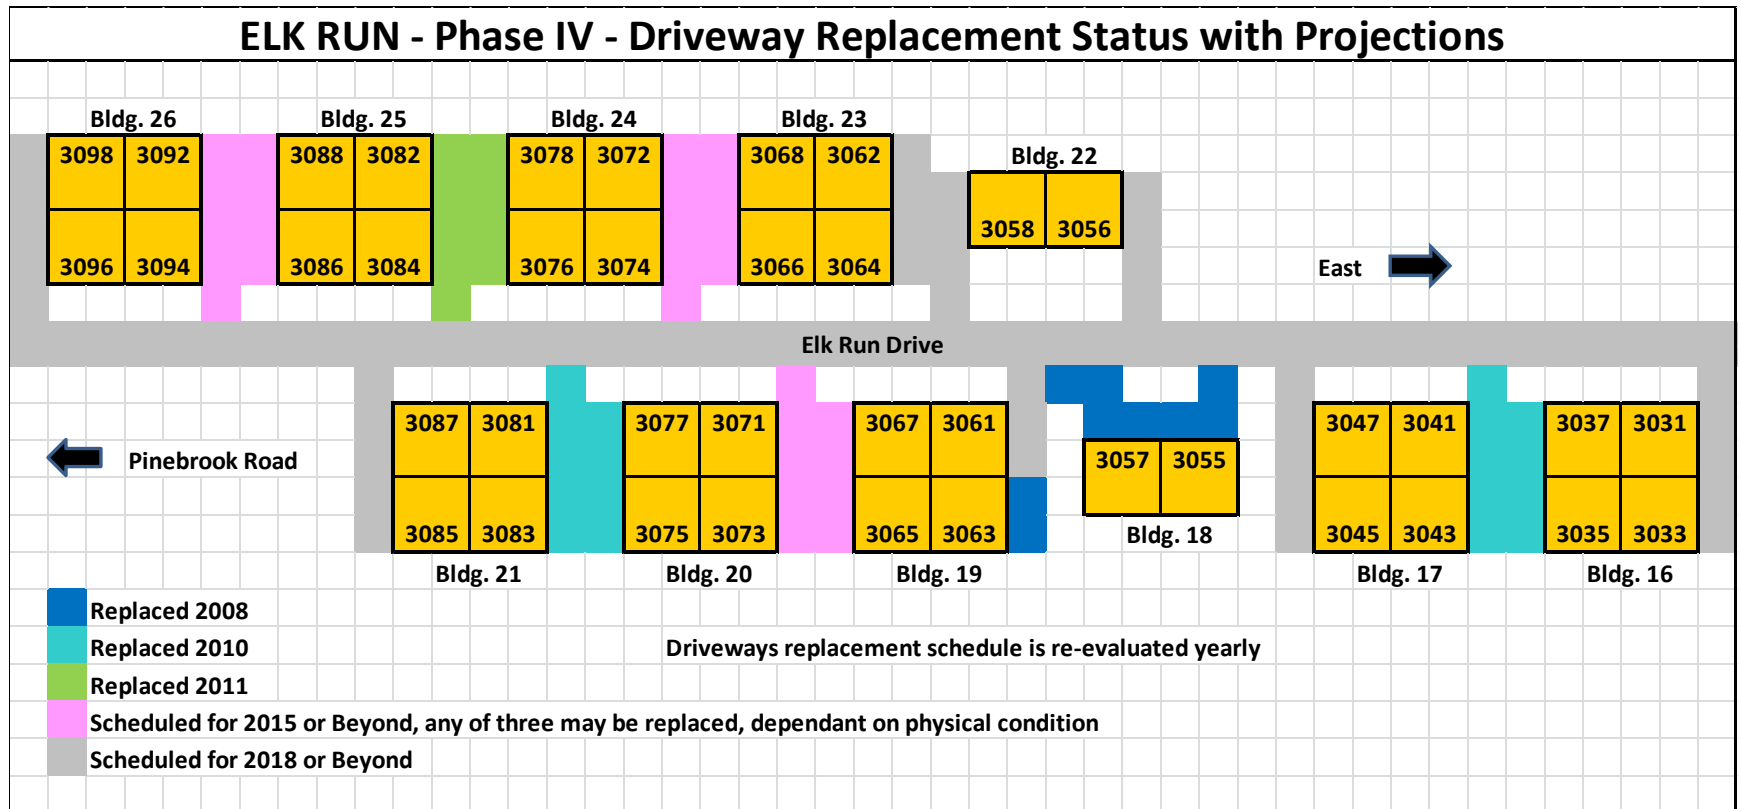 ELK RUN - Phase IV - Driveway Replacement Status with Projections
Bldg. 26 Bldg. 25 Bldg. 24 Bldg. 23
3098 3092 3088 3082 3078 3072 3068 3062
Bldg. 22
3058 3056
3096 3094 3086 3084 3076 3074 3066 3064
East
Elk Run Drive
3087 3081 3077 3071 3067 3061 3047 3041 3037 3031
Pinebrook Road
3057 3055
3085 3083 3075 3073 3065 3063 3045 3043 3035 3033
Bldg. 18
Bldg. 21 Bldg. 20 Bldg. 19 Bldg. 17 Bldg. 16
Replaced 2008
Replaced 2010
Driveways replacement schedule is re-evaluated yearly
Replaced 2011
Scheduled for 2015 or Beyond, any of three may be replaced, dependant on physical condition
Scheduled for 2018 or Beyond